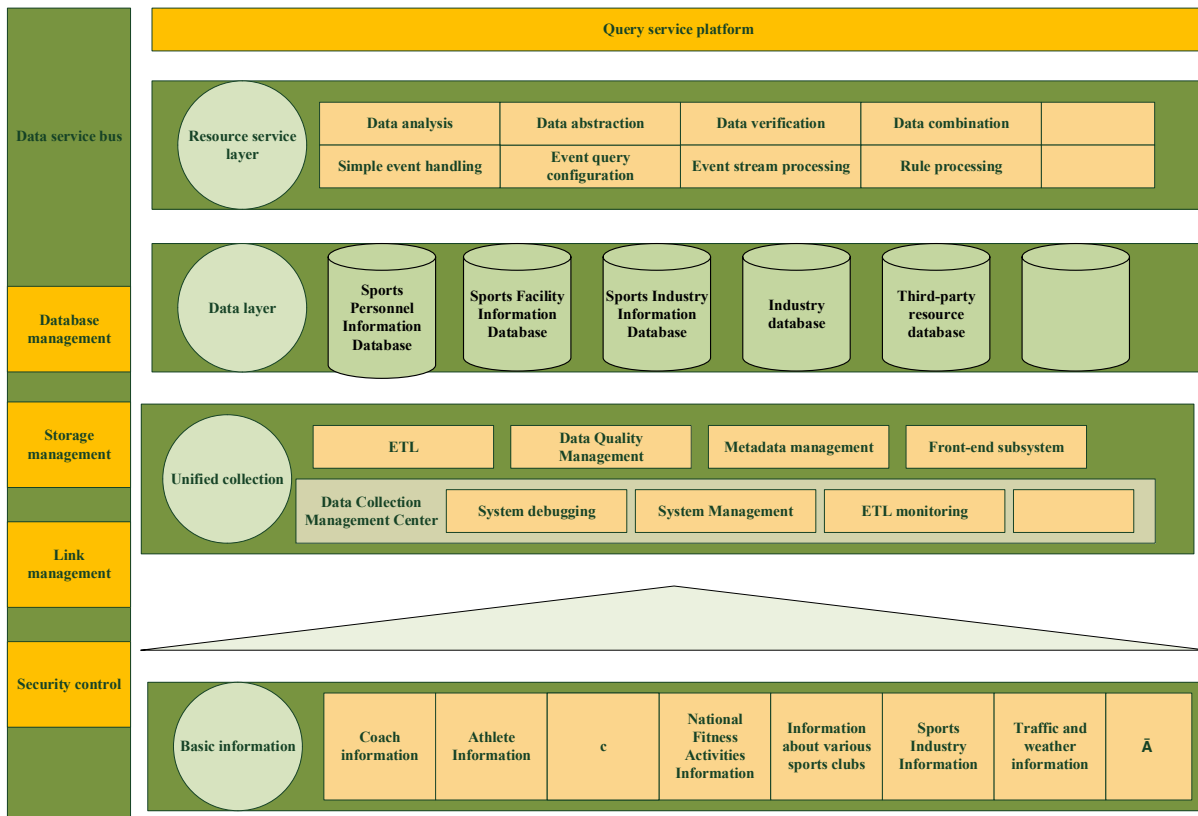 Query service platform
Data service bus
Database
management
Storage
management
Link
management
Security control
Resource service
layer
Data analysis
Data abstraction
Data verification
Data combination
Simple event handling
Event query
configuration
Event stream processing
Rule processing
Data layer
Sports
Personnel
Information
Database
Sports Facility
Information
Database
Sports Industry
Information
Database
Industry
database
Third-party
resource
database
Unified collection
ETL
Data Quality
Management
Metadata management
Front-end subsystem
Data Collection
Management Center
System debugging
System Management
ETL monitoring
Basic information
Coach
information
Athlete
Information
c
National
Fitness
Activities
Information
Information
about various
sports clubs
Sports
Industry
Information
Traffic and
weather
information
Ā